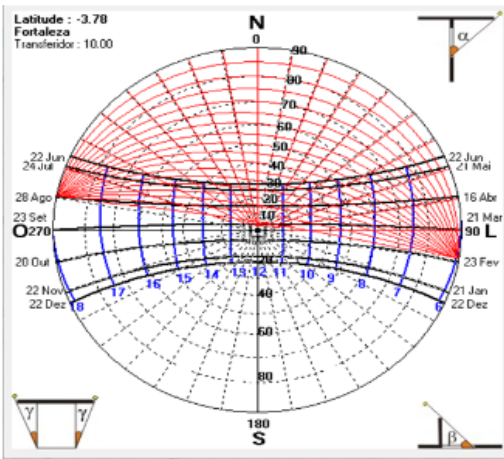 Latitude : -3.78
Fortaleza
Transferidor : 10.00
N
0
90
80
70
60
50
40
30
20
10
α
22 Jun
24 Jul
28 Ago
23 Set
O 270
20 Out
22 Nov
22 Dez
22 Jun
21 Mai
16 Abr
21 Mar
90 L
23 Fev
21 Jan
22 Dez
18
17
16
15
14
13
12
11
10
9
8
7
6
20
40
60
80
180
S
γ γ
β